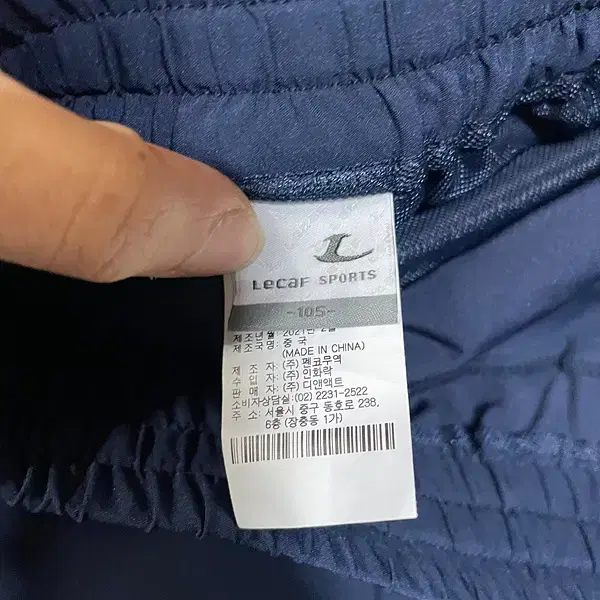 LECAF SPORTS
-105-
제조년월: 2021년 2월
제조국명: 중 국
(MADE IN CHINA)
제 조 자: (주) 펜코무역
수 입 자: (주) 인화락
판 매 자: (주) 디앤액트
소비자상담실: (02) 2231-2522
주 소: 서울시 중구 동호로 238,
6층 (장충동 1가)